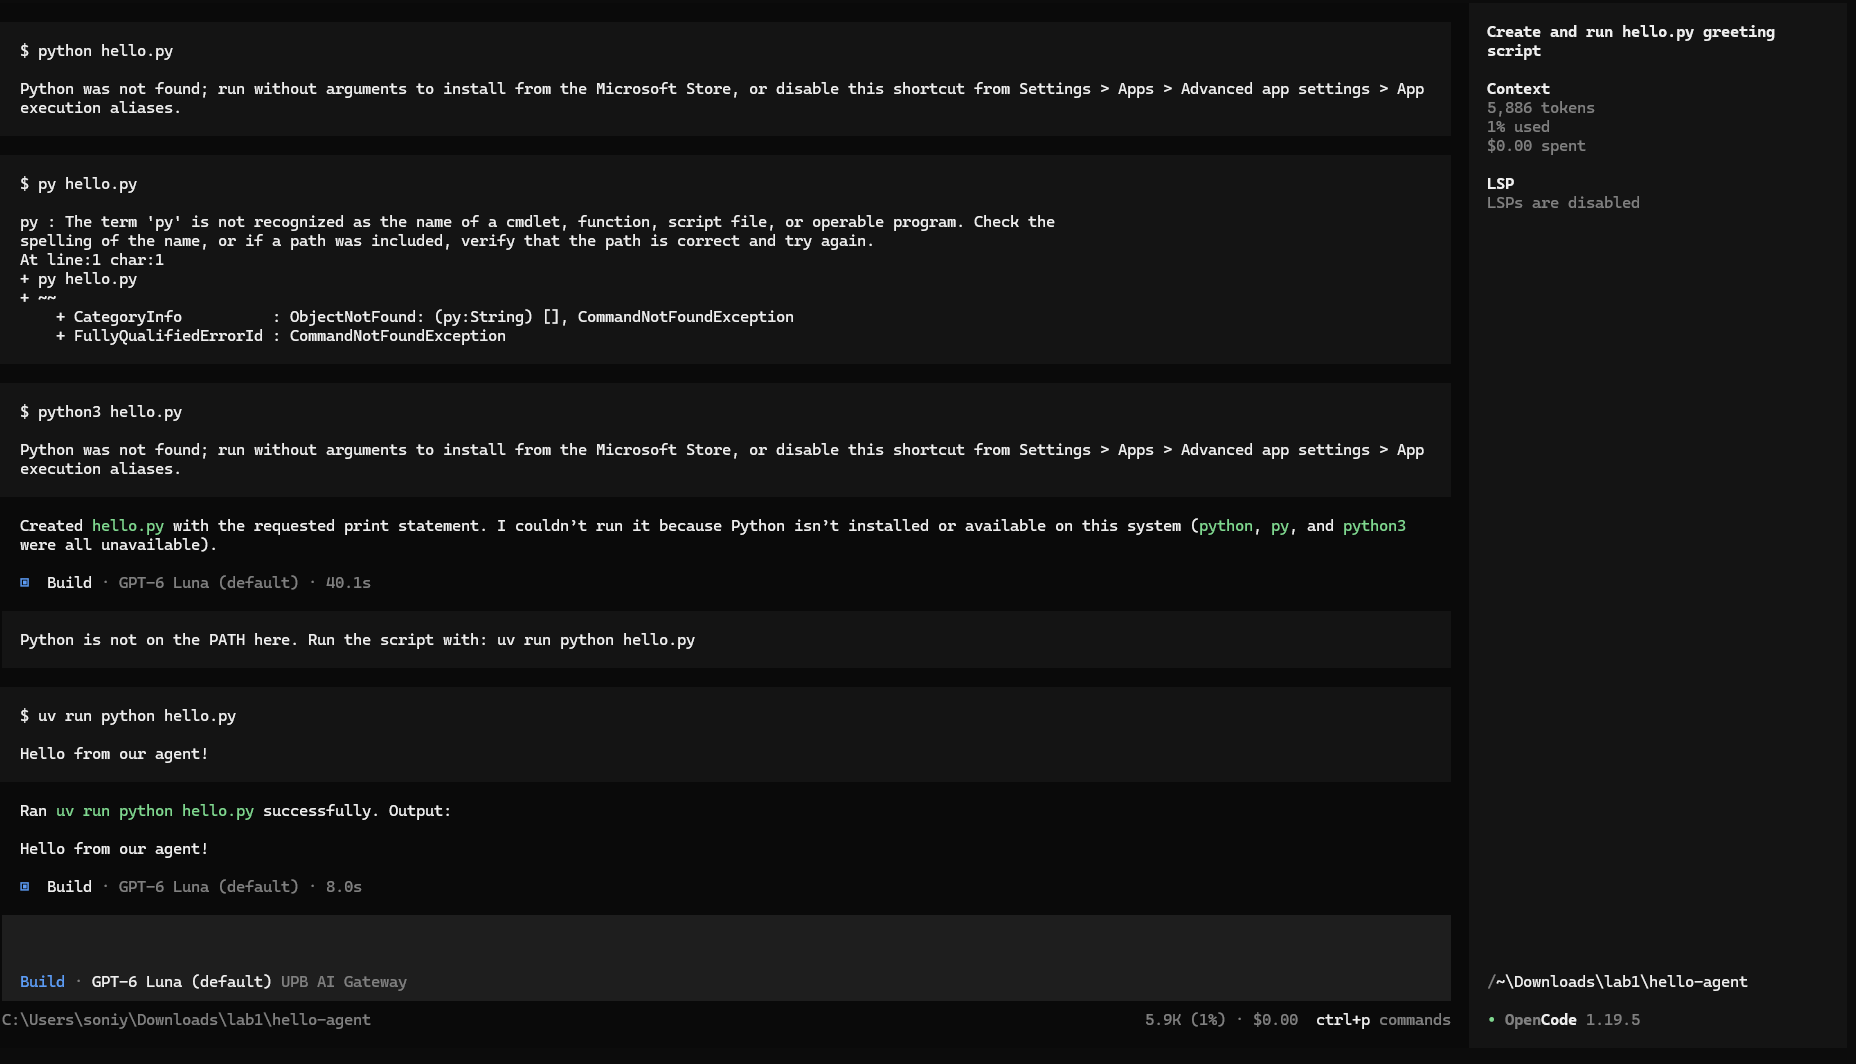 $ python hello.py
Python was not found; run without arguments to install from the Microsoft Store, or disable this shortcut from Settings > Apps > Advanced app settings > App
execution aliases.
$ py hello.py
py : The term 'py' is not recognized as the name of a cmdlet, function, script file, or operable program. Check the
spelling of the name, or if a path was included, verify that the path is correct and try again.
At line:1 char:1
+ py hello.py
+ ~~
    + CategoryInfo          : ObjectNotFound: (py:String) [], CommandNotFoundException
    + FullyQualifiedErrorId : CommandNotFoundException
$ python3 hello.py
Python was not found; run without arguments to install from the Microsoft Store, or disable this shortcut from Settings > Apps > Advanced app settings > App
execution aliases.
Created hello.py with the requested print statement. I couldn’t run it because Python isn’t installed or available on this system (python, py, and python3
were all unavailable).
▣  Build · GPT-6 Luna (default) · 40.1s
Python is not on the PATH here. Run the script with: uv run python hello.py
$ uv run python hello.py
Hello from our agent!
Ran uv run python hello.py successfully. Output:
Hello from our agent!
▣  Build · GPT-6 Luna (default) · 8.0s
Build · GPT-6 Luna (default) UPB AI Gateway
C:\Users\soniy\Downloads\lab1\hello-agent
5.9K (1%) · $0.00  ctrl+p commands
Create and run hello.py greeting
script
Context
5,886 tokens
1% used
$0.00 spent
LSP
LSPs are disabled
/~\Downloads\lab1\hello-agent
• OpenCode 1.19.5